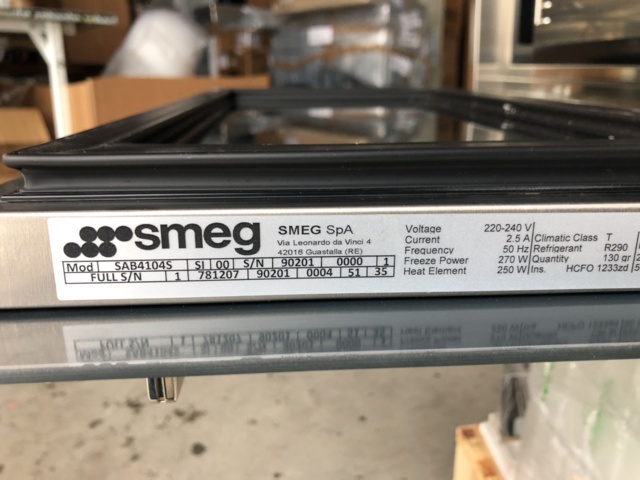 smeg
SMEG SpA
Via Leonardo da Vinci 4
42016 Guastalla (RE)
Mod SAB4104S SI 00 S/N 90201 0000 1
FULL S/N 1 781207 90201 0004 51 35
Voltage 220-240 V
Current 2.5 A
Frequency 50 Hz
Freeze Power 270 W
Heat Element 250 W
Climatic Class T
Refrigerant R290
Quantity 130 gr
Ins. HCFO 1233zd